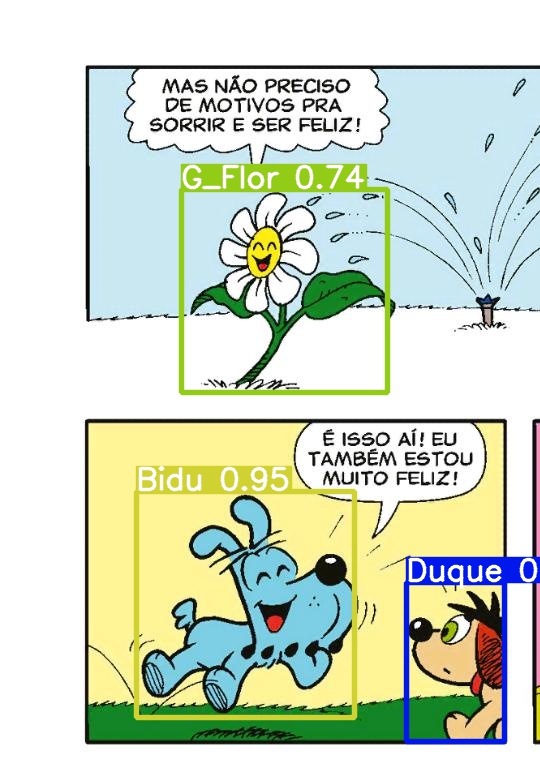 MAS NÃO PRECISO
DE MOTIVOS PRA
SORRIR E SER FELIZ!
G_Flor 0.74
É ISSO AÍ! EU
TAMBÉM ESTOU
MUITO FELIZ!
Bidu 0.95
Duque 0